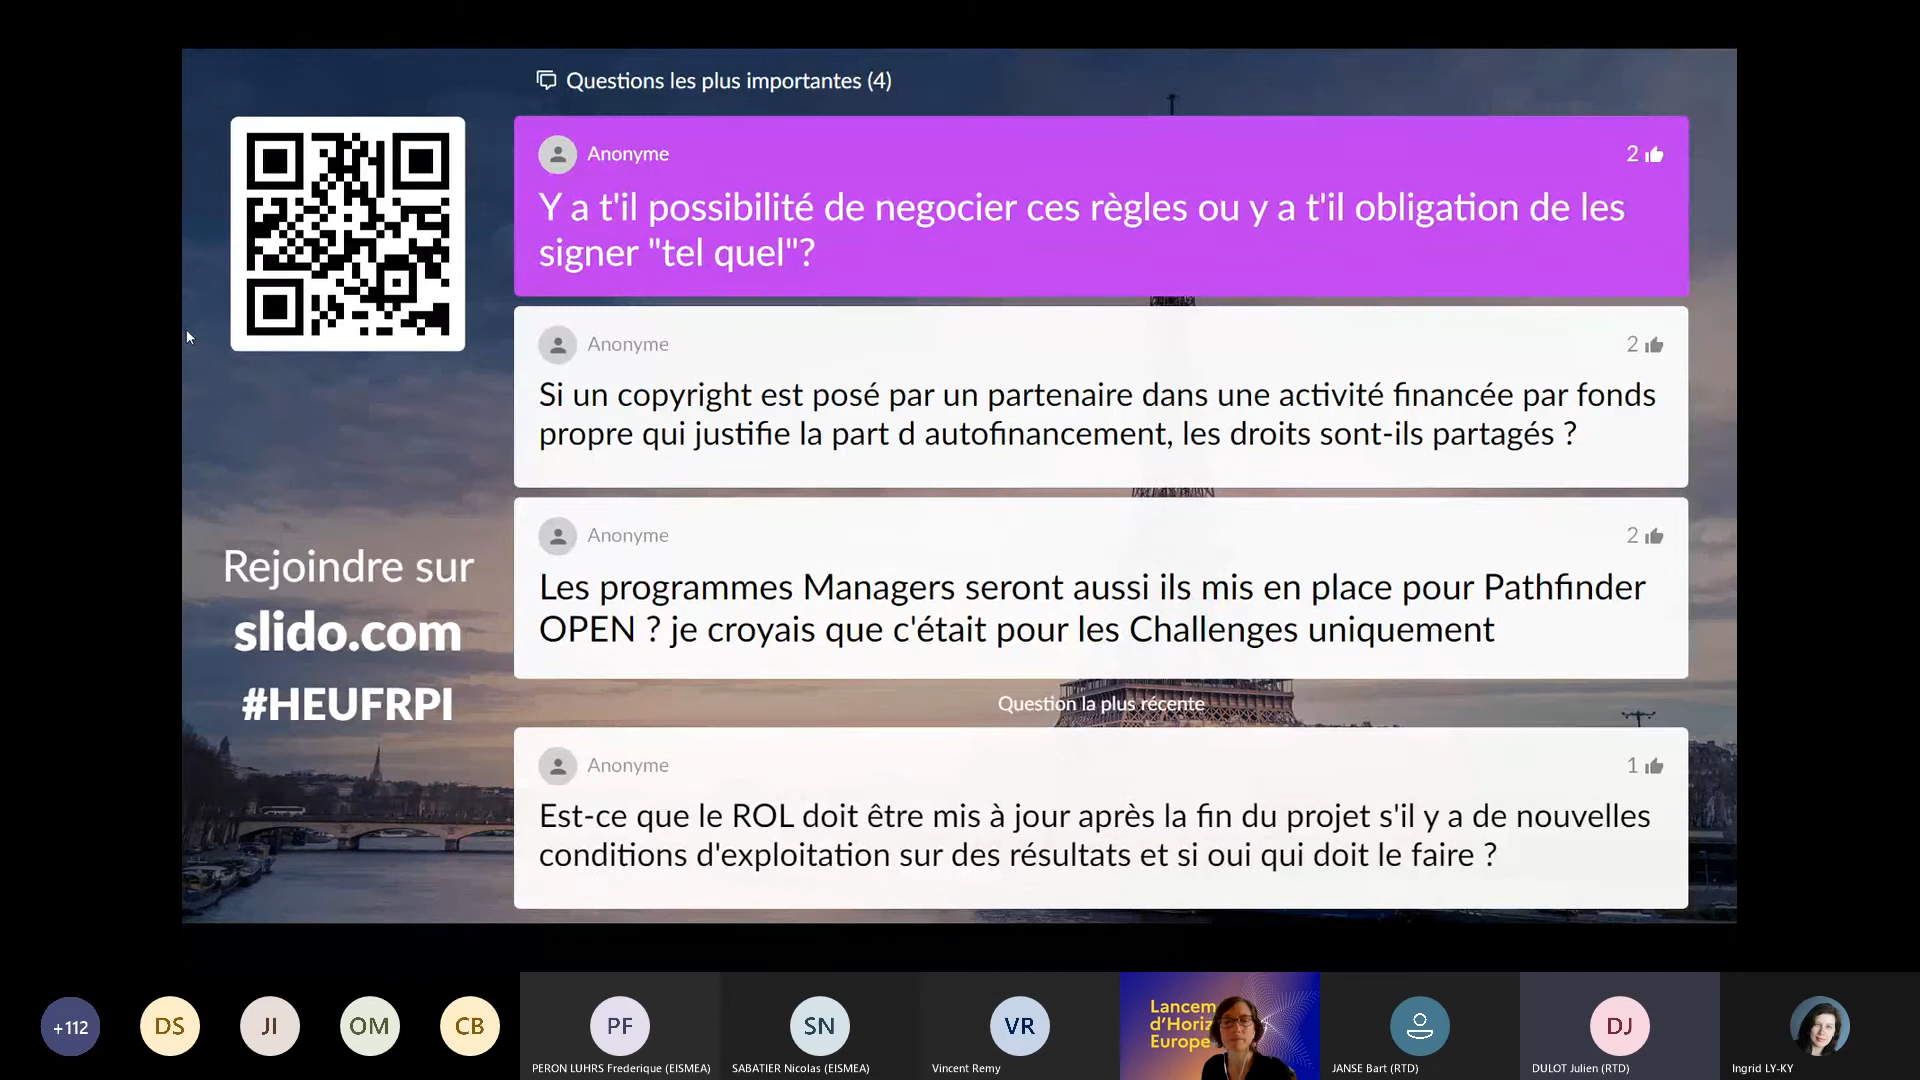 Questions les plus importantes (4)
Anonyme
2
Y a t'il possibilité de negocier ces règles ou y a t'il obligation de les
signer "tel quel"?
Anonyme
2
Si un copyright est posé par un partenaire dans une activité financée par fonds
propre qui justifie la part d autofinancement, les droits sont-ils partagés ?
Anonyme
2
Les programmes Managers seront aussi ils mis en place pour Pathfinder
OPEN ? je croyais que c'était pour les Challenges uniquement
Question la plus récente
Anonyme
1
Est-ce que le ROL doit être mis à jour après la fin du projet s'il y a de nouvelles
conditions d'exploitation sur des résultats et si oui qui doit le faire ?
Rejoindre sur
slido.com
#HEUFRPI
+112
DS
JI
OM
CB
PF
PERON LUHRS Frederique (EISMEA)
SN
SABATIER Nicolas (EISMEA)
VR
Vincent Remy
Lancem
d'Horiz
Europe
JANSE Bart (RTD)
DJ
DULOT Julien (RTD)
Ingrid LY-KY